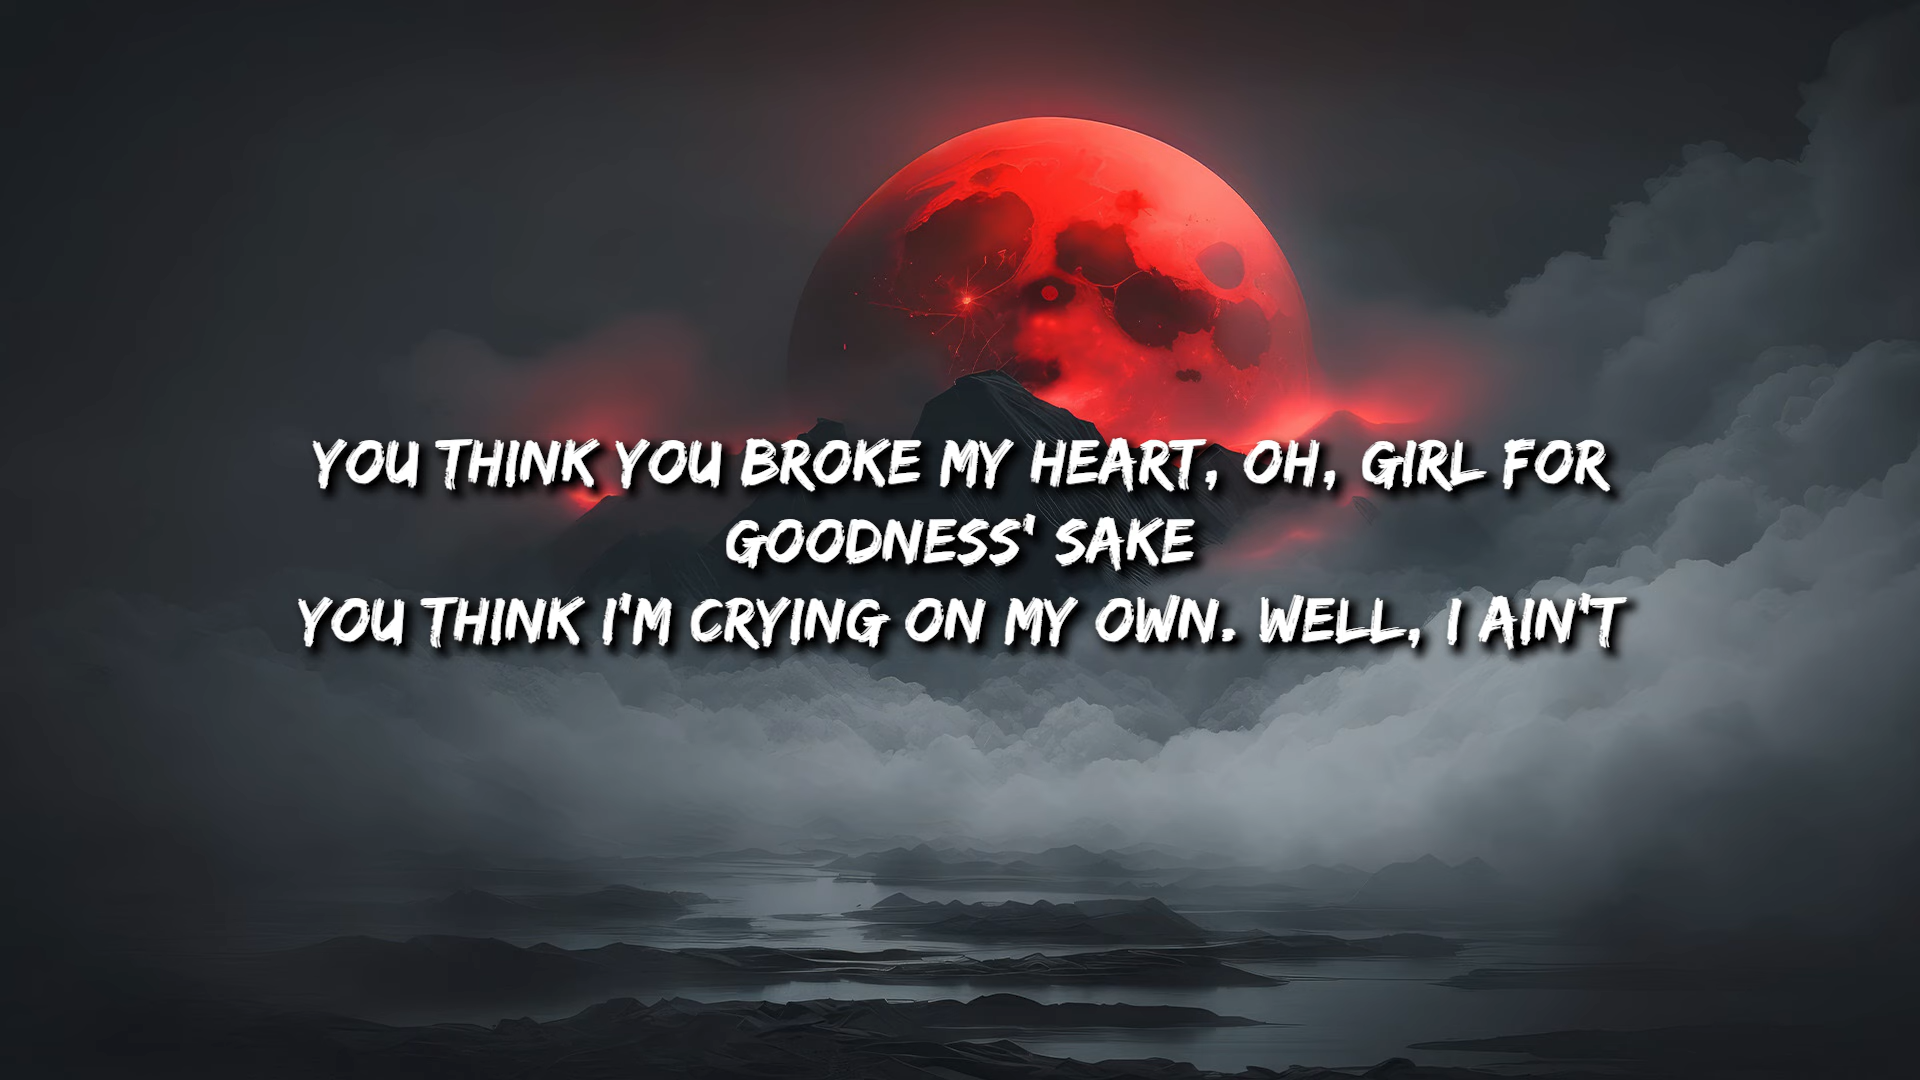 YOU THINK YOU BROKE MY HEART, OH, GIRL FOR
GOODNESS' SAKE
YOU THINK I'M CRYING ON MY OWN. WELL, I AIN'T